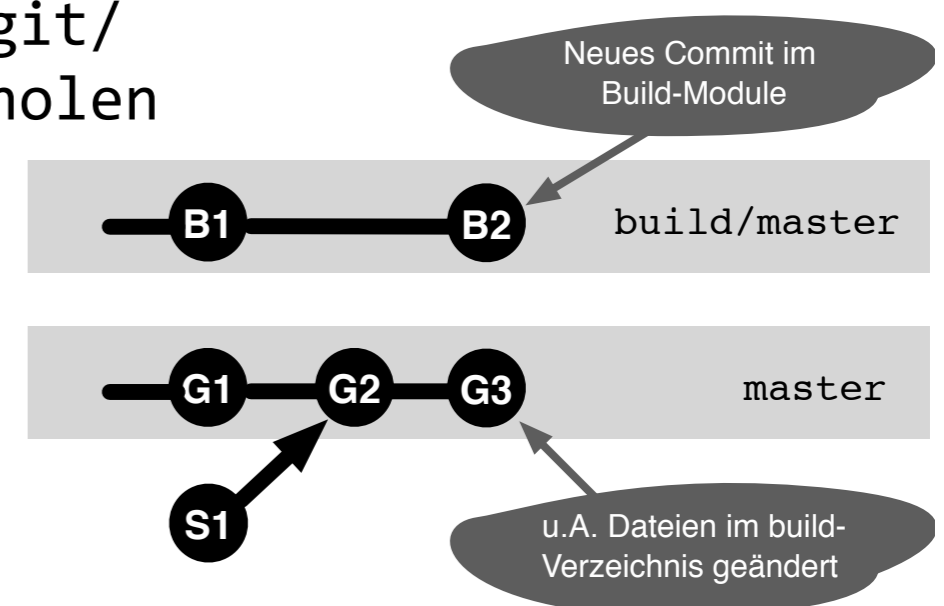 git/
holen
Neues Commit im
Build-Module
B1
B2
build/master
G1
G2
G3
master
S1
u.A. Dateien im build-
Verzeichnis geändert